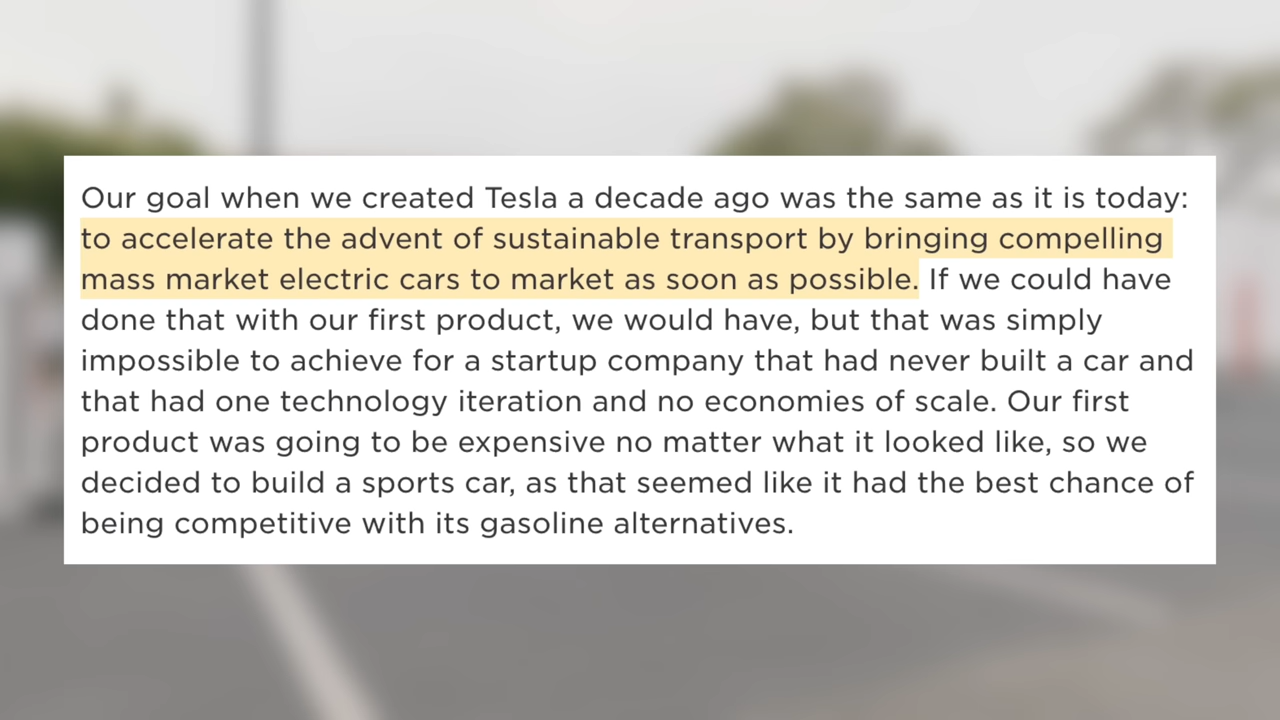 Our goal when we created Tesla a decade ago was the same as it is today:
to accelerate the advent of sustainable transport by bringing compelling
mass market electric cars to market as soon as possible. If we could have
done that with our first product, we would have, but that was simply
impossible to achieve for a startup company that had never built a car and
that had one technology iteration and no economies of scale. Our first
product was going to be expensive no matter what it looked like, so we
decided to build a sports car, as that seemed like it had the best chance of
being competitive with its gasoline alternatives.